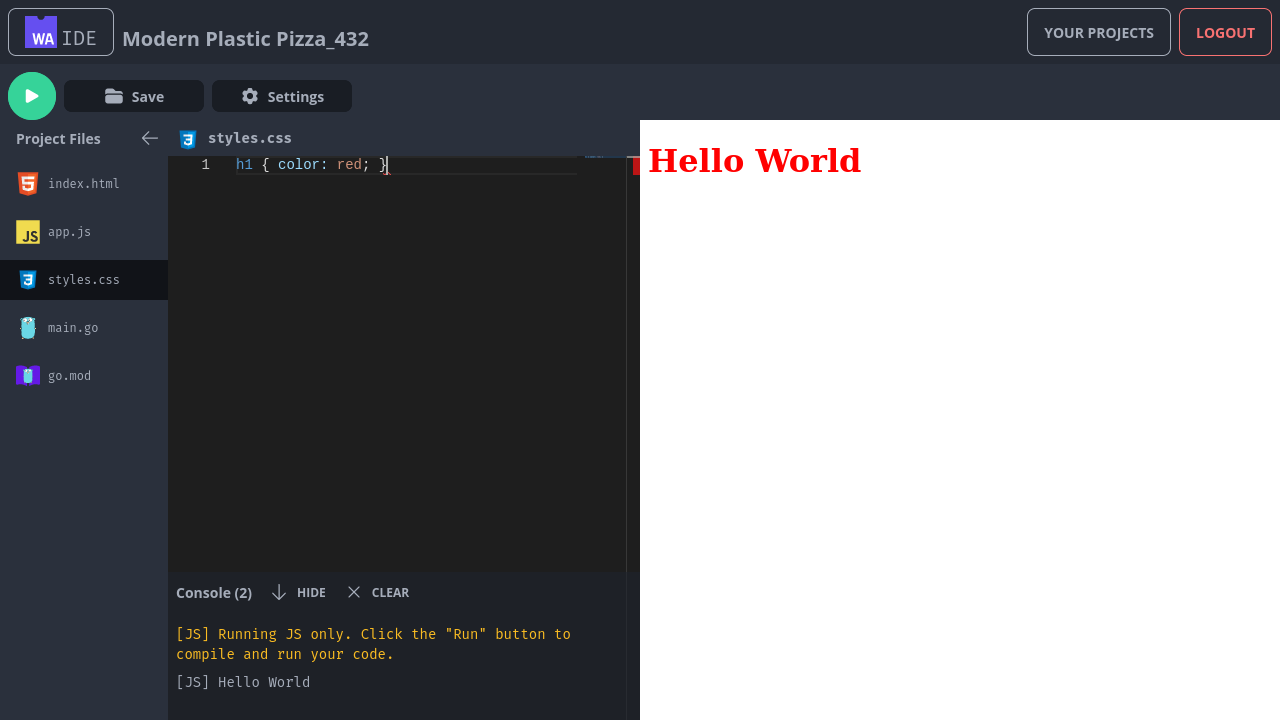 WA IDE
Modern Plastic Pizza_432
YOUR PROJECTS
LOGOUT
Save
Settings
Project Files
index.html
JS
app.js
styles.css
main.go
go.mod
styles.css
1 h1 { color: red; }
Console (2)
HIDE
CLEAR
[JS] Running JS only. Click the "Run" button to
compile and run your code.
[JS] Hello World
Hello World